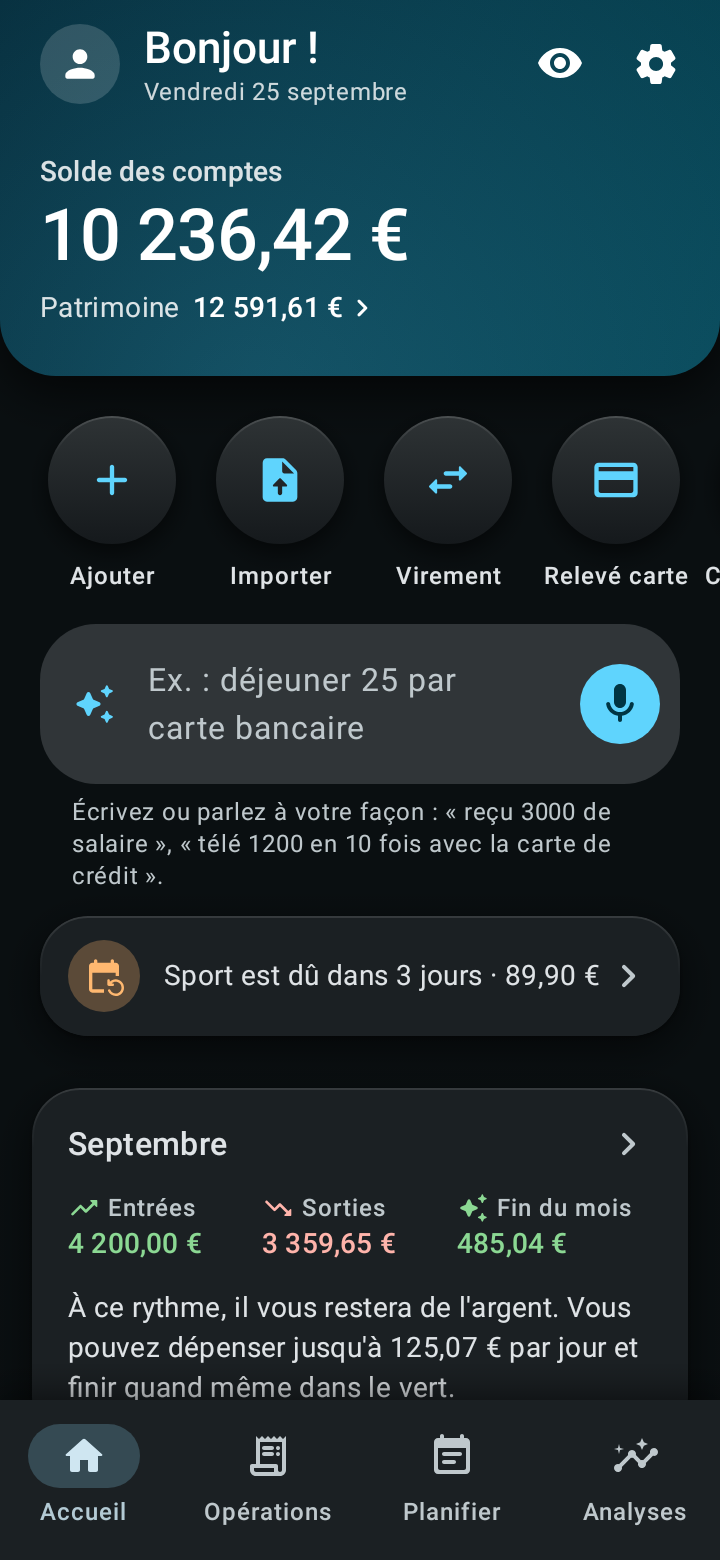 Bonjour !
Vendredi 25 septembre
Solde des comptes
10 236,42 €
Patrimoine 12 591,61 €
Ajouter
Importer
Virement
Relevé carte
C
Ex. : déjeuner 25 par
carte bancaire
Écrivez ou parlez à votre façon : « reçu 3000 de
salaire », « télé 1200 en 10 fois avec la carte de
crédit ».
Sport est dû dans 3 jours · 89,90 €
Septembre
Entrées
4 200,00 €
Sorties
3 359,65 €
Fin du mois
485,04 €
À ce rythme, il vous restera de l'argent. Vous
pouvez dépenser jusqu'à 125,07 € par jour et
finir quand même dans le vert.
Accueil
Opérations
Planifier
Analyses